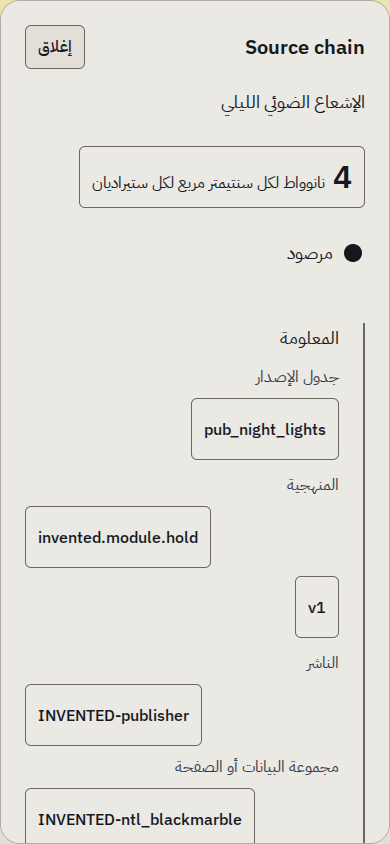 Source chain
إغلاق
الإشعاع الضوئي الليلي
4 نانوواط لكل سنتيمتر مربع لكل ستيراديان
مرصود
المعلومة
جدول الإصدار
pub_night_lights
المنهجية
invented.module.hold
v1
الناشر
INVENTED-publisher
مجموعة البيانات أو الصفحة
INVENTED-ntl_blackmarble